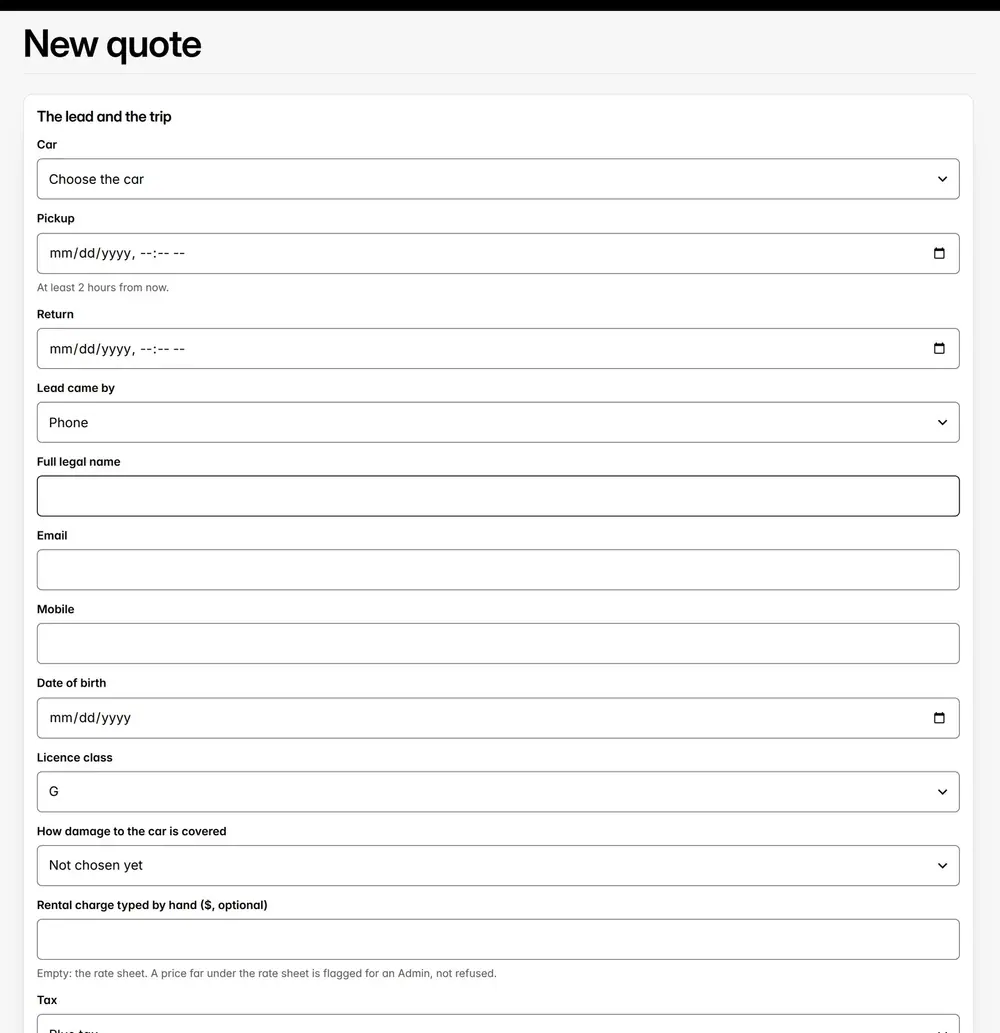 New quote
The lead and the trip
Car
Choose the car
Pickup
mm/dd/yyyy, --:-- --
At least 2 hours from now.
Return
mm/dd/yyyy, --:-- --
Lead came by
Phone
Full legal name
Email
Mobile
Date of birth
mm/dd/yyyy
Licence class
G
How damage to the car is covered
Not chosen yet
Rental charge typed by hand ($, optional)
Empty: the rate sheet. A price far under the rate sheet is flagged for an Admin, not refused.
Tax
Plus tax